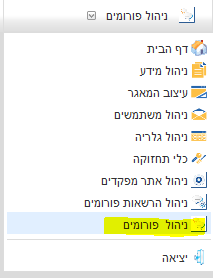 ניהול פורומים
דף הבית
ניהול מידע
עיצוב המאגר
ניהול משתמשים
ניהול גלריה
כלי תחזוקה
ניהול אתר מפקדים
ניהול הרשאות פורומים
ניהול פורומים
יציאה